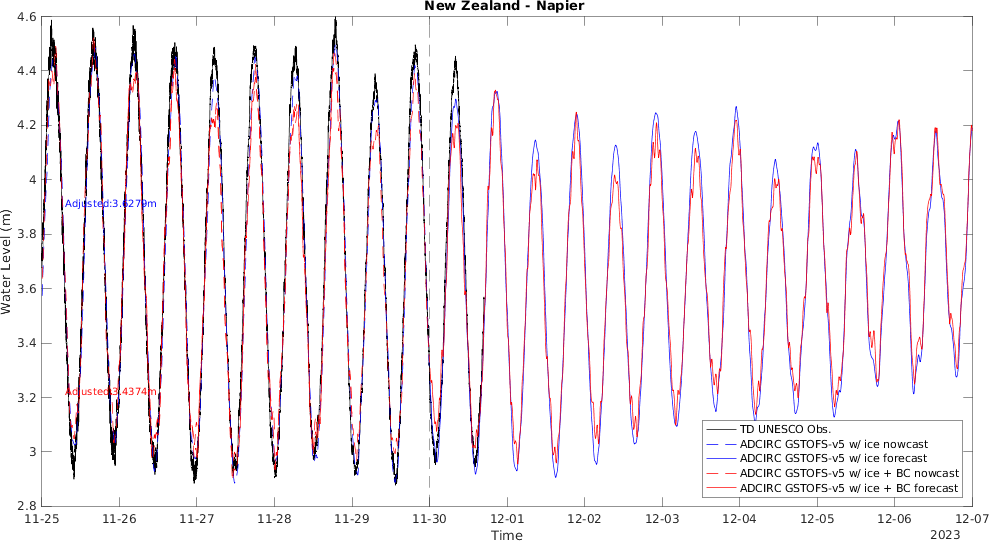 New Zealand - Napier
4.6
4.4
4.2
4
3.8
3.6
3.4
3.2
3
2.8
Water Level (m)
Adjusted:3.6279m
Adjusted:3.4374m
TD UNESCO Obs.
ADCIRC GSTOFS-v5 w/ ice nowcast
ADCIRC GSTOFS-v5 w/ ice forecast
ADCIRC GSTOFS-v5 w/ ice + BC nowcast
ADCIRC GSTOFS-v5 w/ ice + BC forecast
11-25 11-26 11-27 11-28 11-29 11-30 12-01 12-02 12-03 12-04 12-05 12-06 12-07
Time
2023